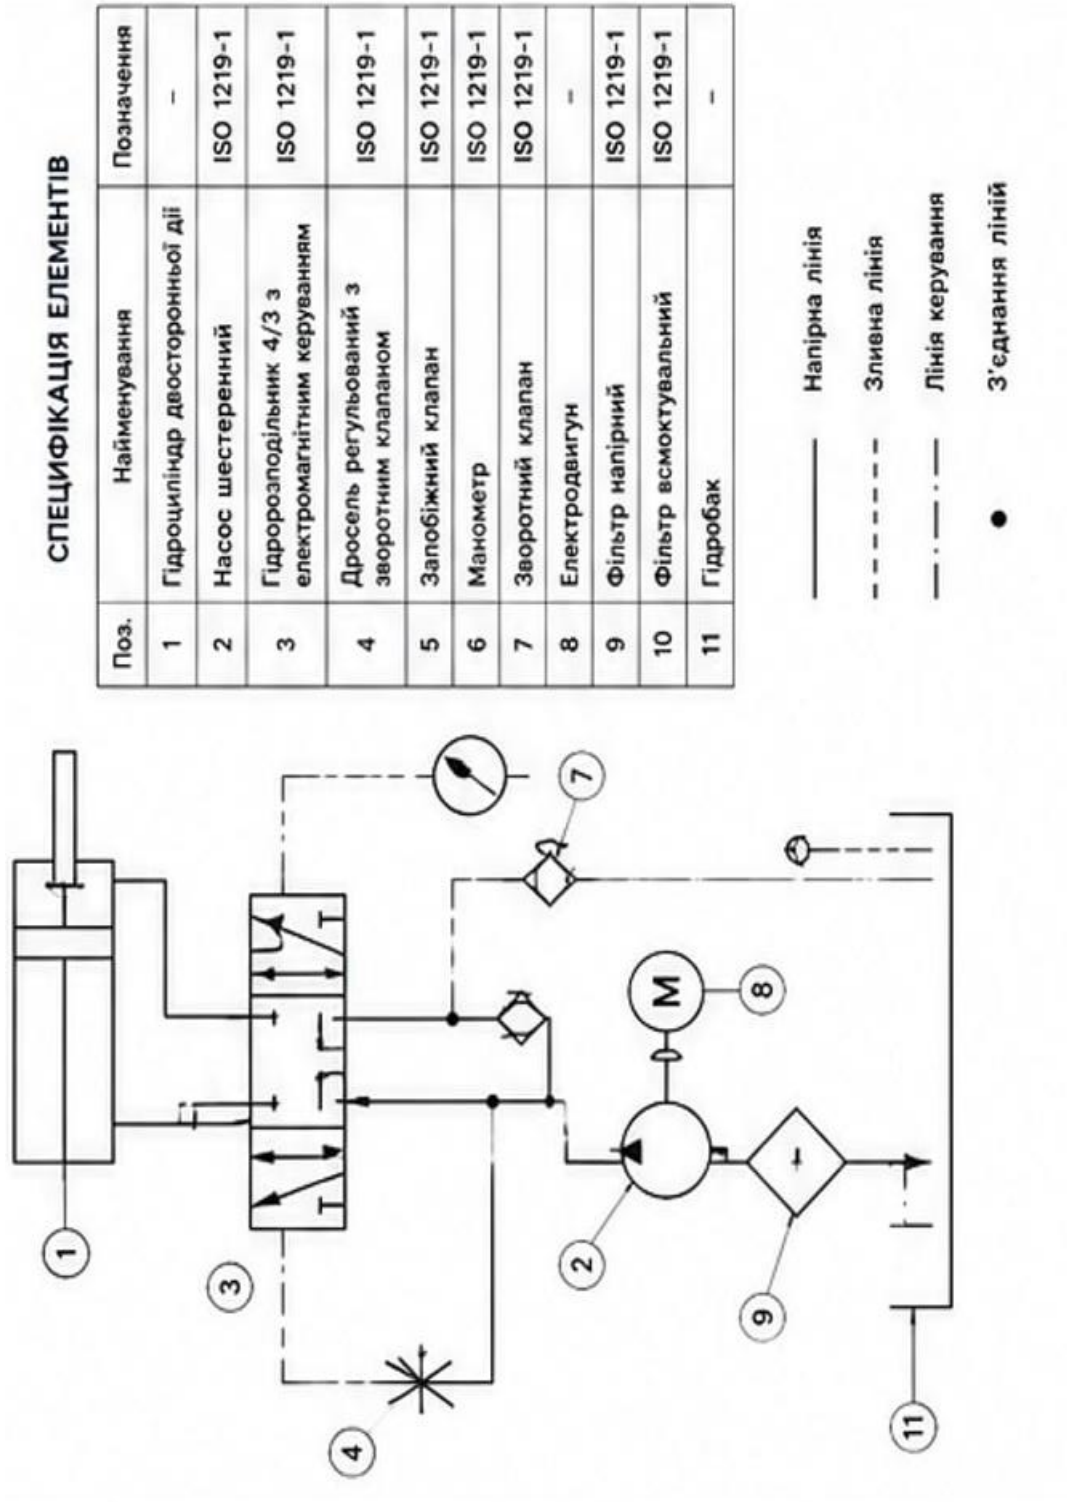 СПЕЦИФІКАЦІЯ ЕЛЕМЕНТІВ
Поз. Найменування Позначення
1 Гідроциліндр двосторонньої дії –
2 Насос шестеренний ISO 1219-1
3 Гідророзподільник 4/3 з
електромагнітним керуванням ISO 1219-1
4 Дросель регульований з
зворотним клапаном ISO 1219-1
5 Запобіжний клапан ISO 1219-1
6 Манометр ISO 1219-1
7 Зворотний клапан ISO 1219-1
8 Електродвигун –
9 Фільтр напірний ISO 1219-1
10 Фільтр всмоктувальний ISO 1219-1
11 Гідробак –
Напірна лінія
Зливна лінія
Лінія керування
З'єднання ліній
1
3
4
7
M
8
2
9
11